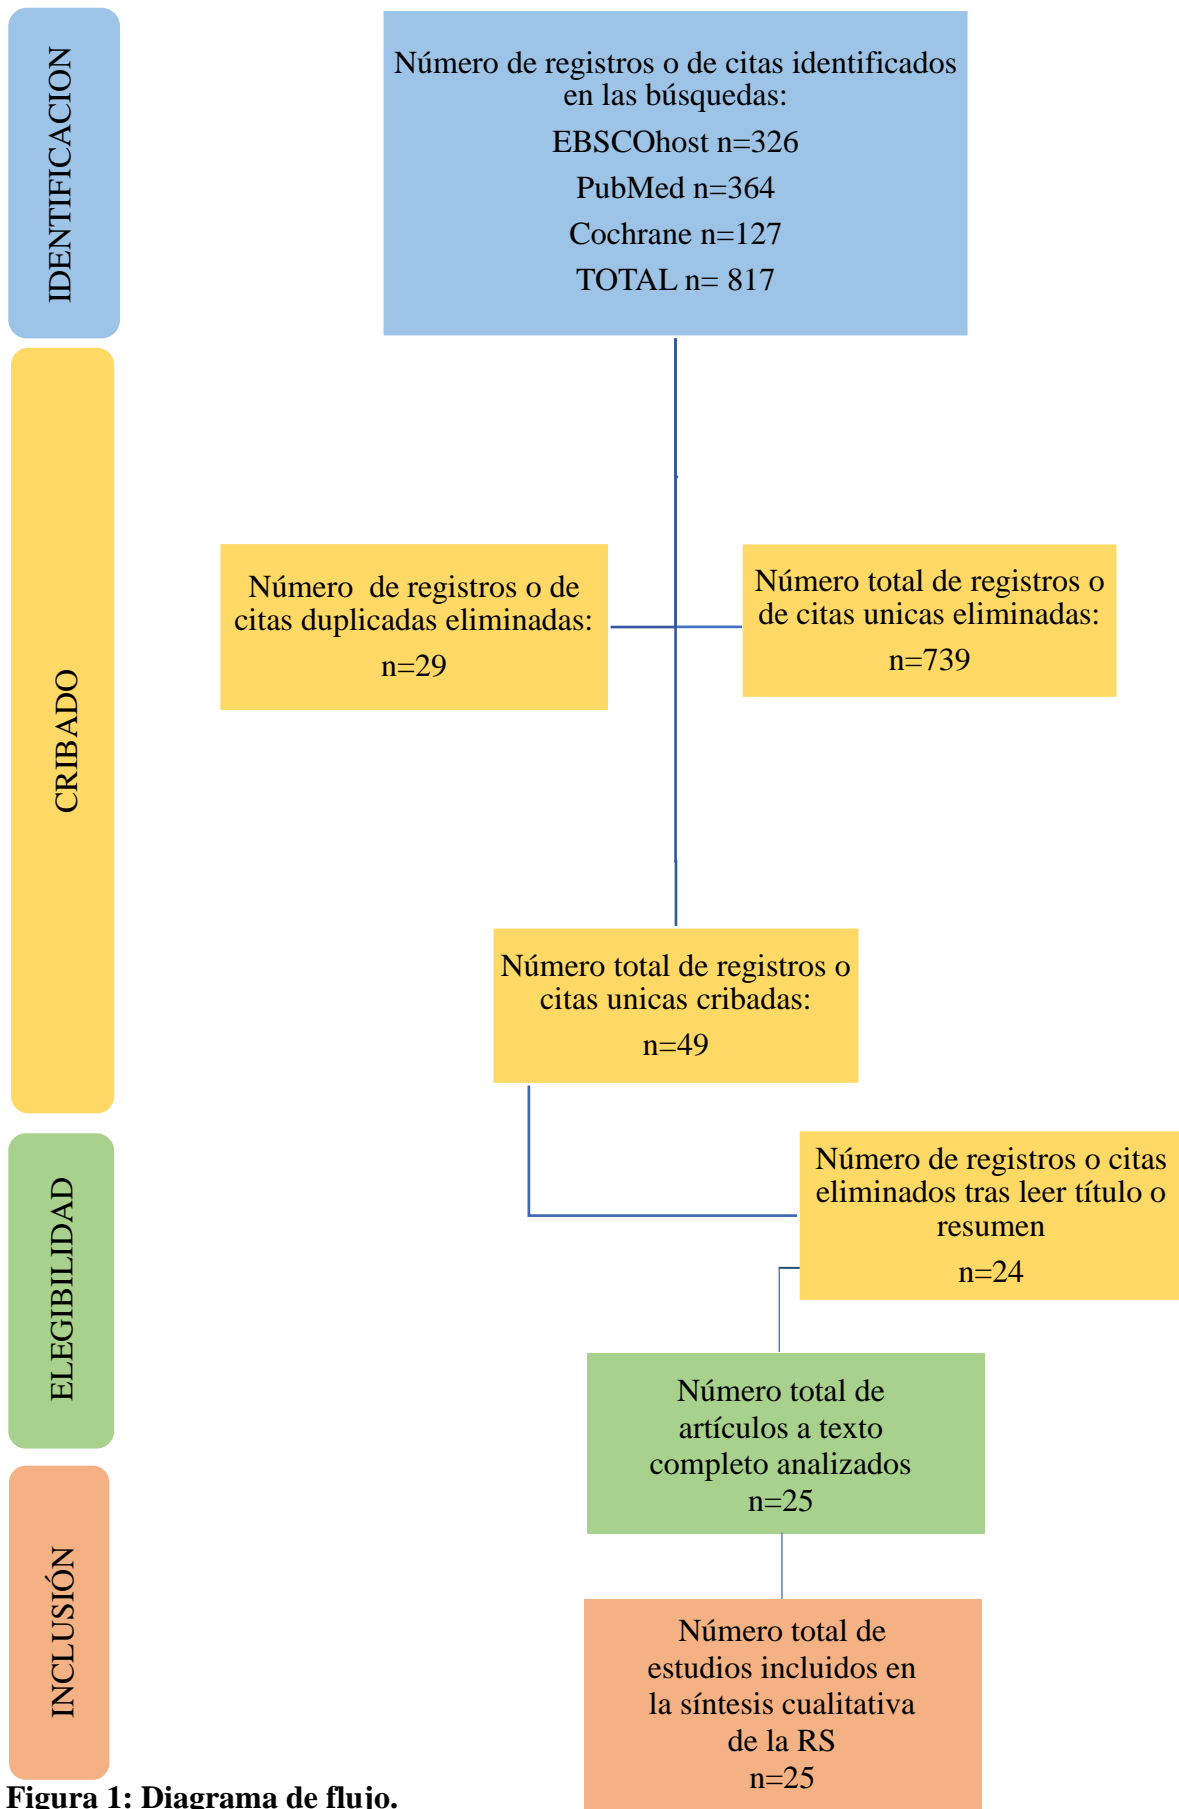 IDENTIFICACION
Número de registros o de citas identificados
en las búsquedas:
EBSCOhost n=326
PubMed n=364
Cochrane n=127
TOTAL n= 817
CRIBADO
Número  de registros o de
citas duplicadas eliminadas:
n=29
Número total de registros o
de citas unicas eliminadas:
n=739
Número total de registros o
citas unicas cribadas:
n=49
ELEGIBILIDAD
Número de registros o citas
eliminados tras leer título o
resumen
n=24
Número total de
artículos a texto
completo analizados
n=25
INCLUSIÓN
Número total de
estudios incluidos en
la síntesis cualitativa
de la RS
n=25
Figura 1: Diagrama de flujo.